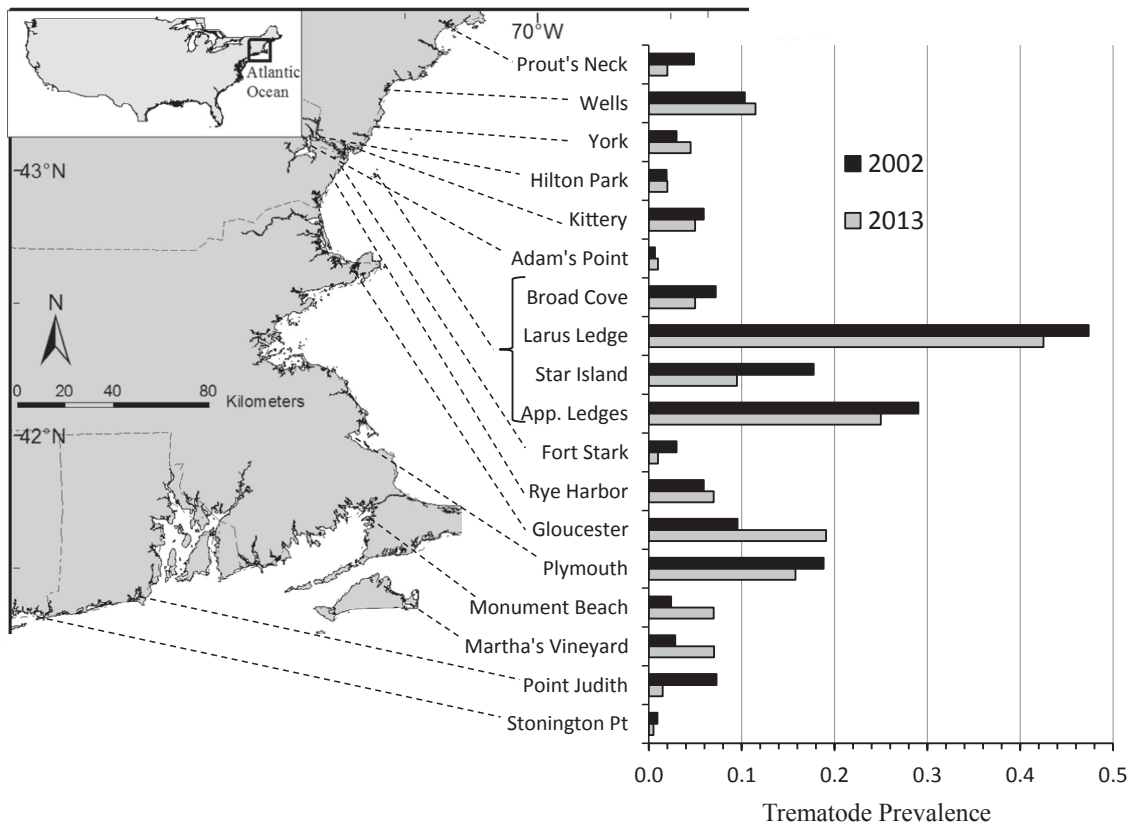 Atlantic
Ocean
70°W
43°N
42°N
N
0 20 40 80
Kilometers
Prout's Neck
Wells
York
Hilton Park
Kittery
Adam's Point
Broad Cove
Larus Ledge
Star Island
App. Ledges
Fort Stark
Rye Harbor
Gloucester
Plymouth
Monument Beach
Martha's Vineyard
Point Judith
Stonington Pt
2002
2013
0.0 0.1 0.2 0.3 0.4 0.5
Trematode Prevalence